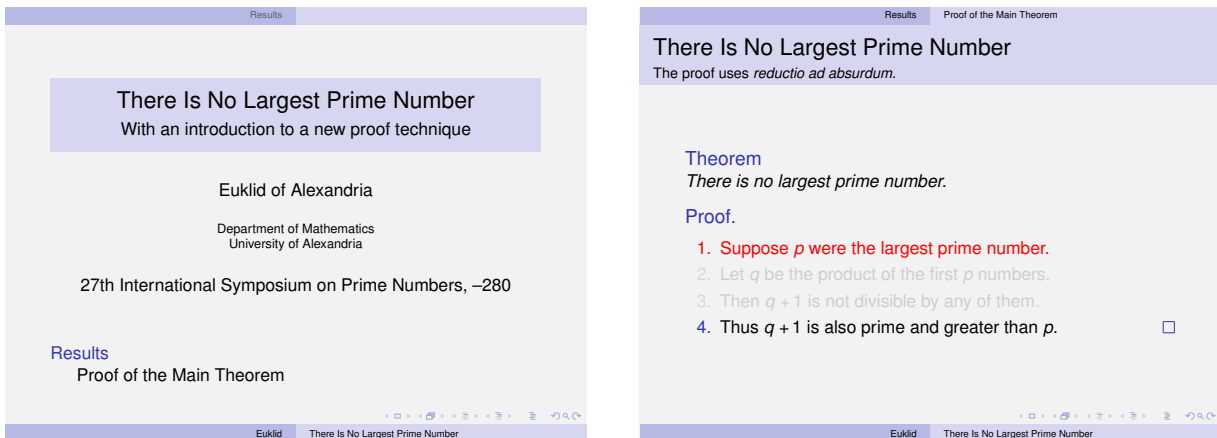 Results
There Is No Largest Prime Number
With an introduction to a new proof technique
Euklid of Alexandria
Department of Mathematics
University of Alexandria
27th International Symposium on Prime Numbers, –280
Results
Proof of the Main Theorem
Euklid There Is No Largest Prime Number
Results Proof of the Main Theorem
There Is No Largest Prime Number
The proof uses reductio ad absurdum.
Theorem
There is no largest prime number.
Proof.
1. Suppose p were the largest prime number.
2. Let q be the product of the first p numbers.
3. Then q + 1 is not divisible by any of them.
4. Thus q + 1 is also prime and greater than p.
Euklid There Is No Largest Prime Number